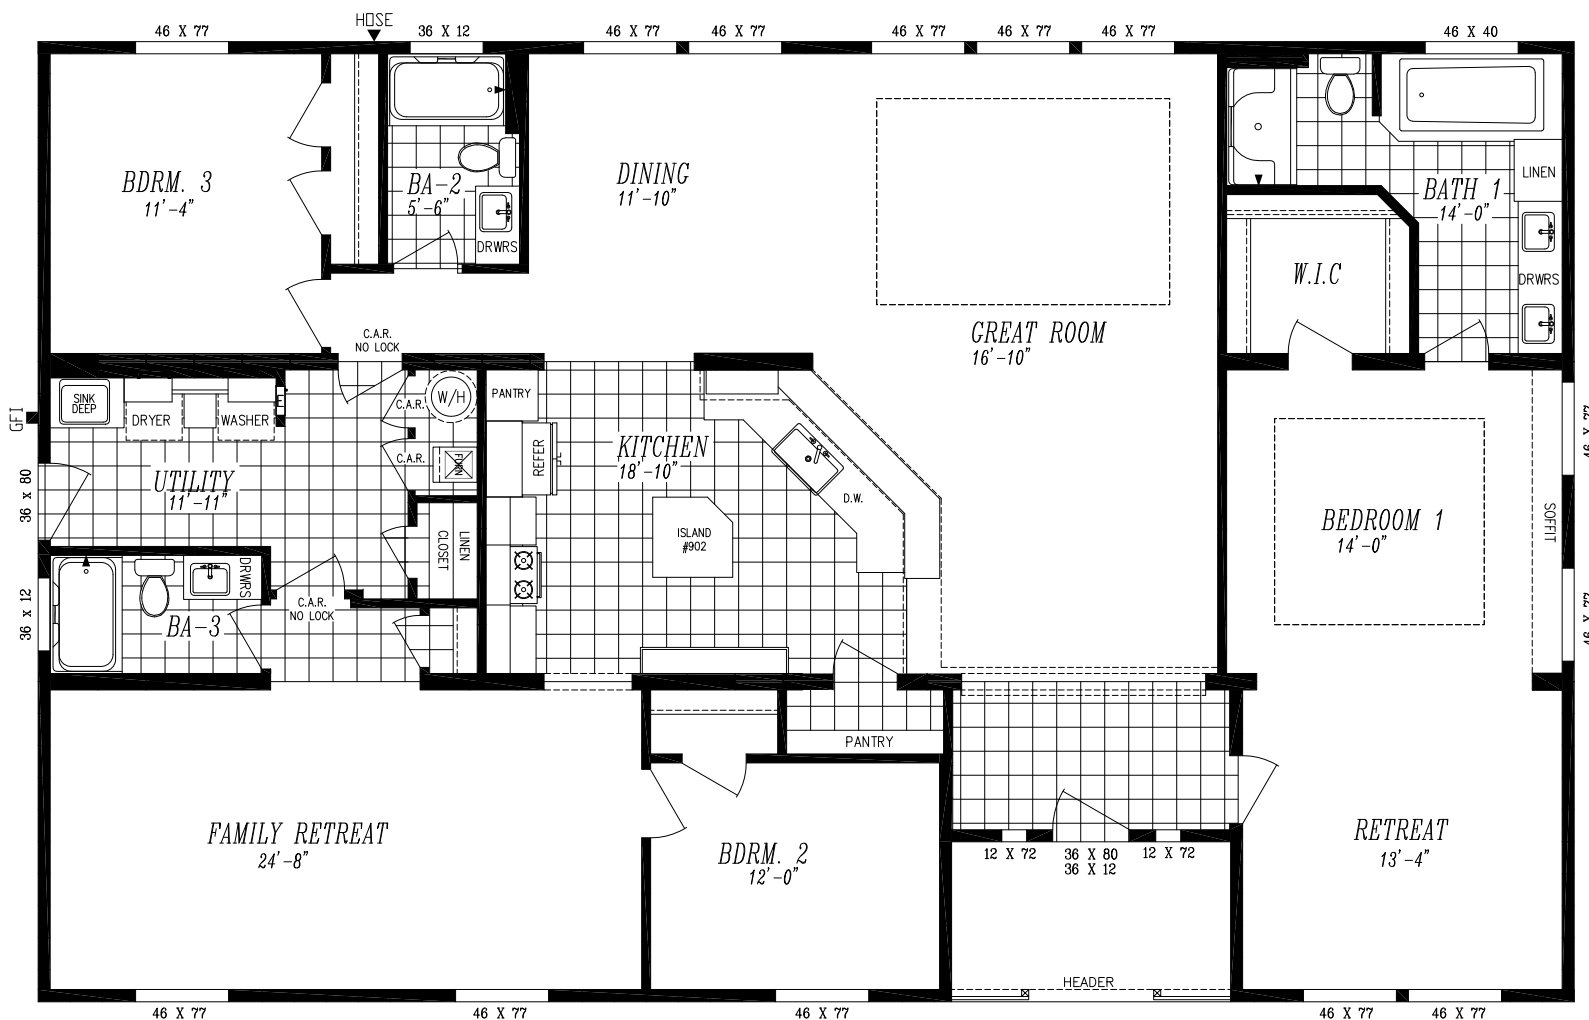 HOSE
46 X 77
36 X 12
46 X 77
46 X 77
46 X 77
46 X 77
46 X 77
46 X 40
BDRM. 3
11'-4"
BA-2
5'-6"
DRWRS
DINING
11'-10"
LINEN
BATH 1
14'-0"
DRWRS
W.I.C
GREAT ROOM
16'-10"
C.A.R.
NO LOCK
GFI
SINK
DEEP
DRYER
WASHER
C.A.R.
W/H
PANTRY
C.A.R.
FURN
REFER
KITCHEN
18'-10"
D.W.
UTILITY
11'-11"
36 X 80
ISLAND
#902
LINEN
CLOSET
BEDROOM 1
14'-0"
SOFFIT
46 X 77
46 X 77
36 X 12
DRWRS
BA-3
C.A.R.
NO LOCK
PANTRY
FAMILY RETREAT
24'-8"
BDRM. 2
12'-0"
RETREAT
13'-4"
12 X 72
36 X 80
36 X 12
12 X 72
HEADER
46 X 77
46 X 77
46 X 77
46 X 77
46 X 77